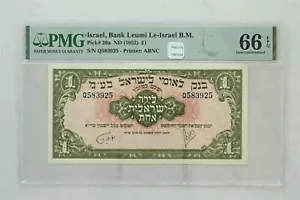 PMG
PAPER MONEY GUARANTY
Israel, Bank Leumi Le-Israel B.M.
Pick# 20a ND (1952) £1
S/N Q583925 - Printer: ABNC
66 EPQ
Gem Uncirculated
בנק לאומי לישראל בע"מ
Q583925
Q583925
לירה
ישראלית
אחת
1
1